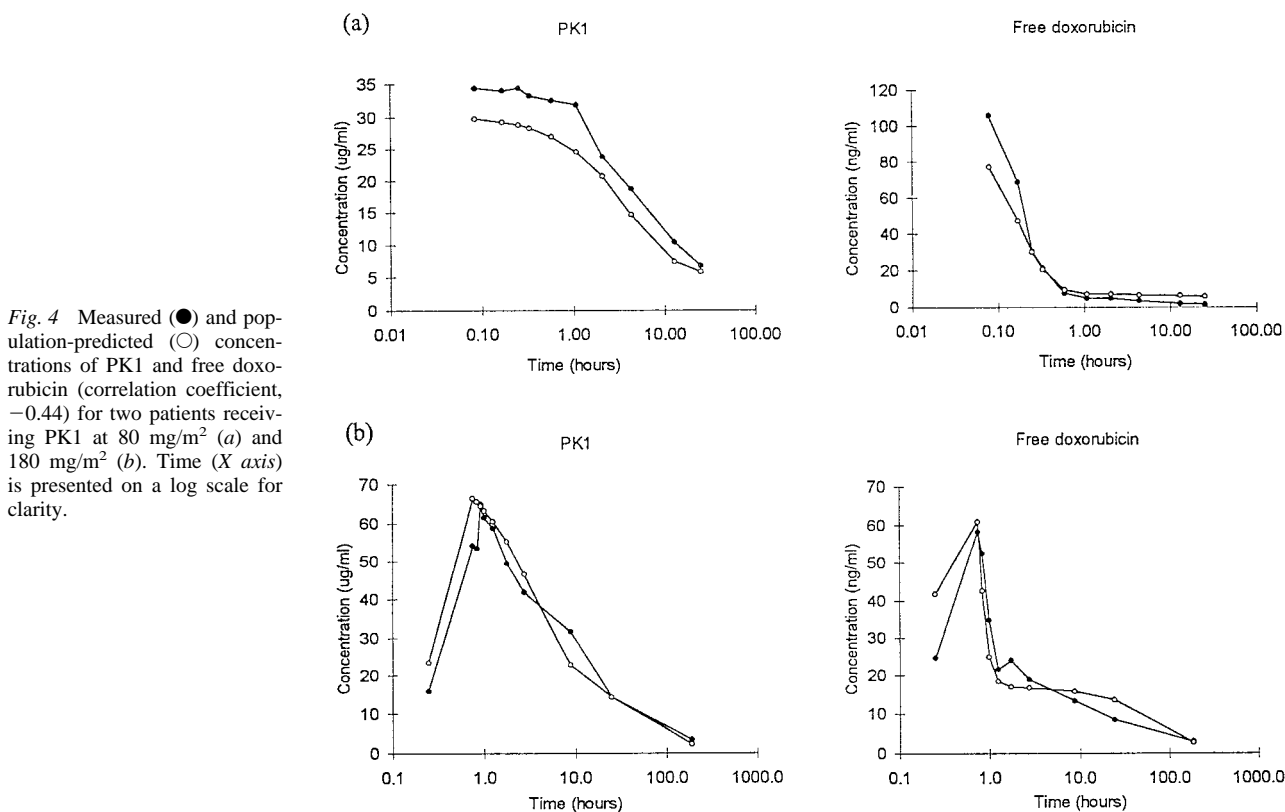 (a)
PK1
Free doxorubicin
Concentration (ug/ml)
35
30
25
20
15
10
5
0
0.01
0.10
1.00
10.00
100.00
Time (hours)
Concentration (ng/ml)
120
100
80
60
40
20
0
0.01
0.10
1.00
10.00
100.00
Time (hours)
Fig. 4 Measured (●) and pop-
ulation-predicted (○) concen-
trations of PK1 and free doxo-
rubicin (correlation coefficient,
−0.44) for two patients receiv-
ing PK1 at 80 mg/m² (a) and
180 mg/m² (b). Time (X axis)
is presented on a log scale for
clarity.
(b)
PK1
Free doxorubicin
Concentration (ug/ml)
70
60
50
40
30
20
10
0
0.1
1.0
10.0
100.0
1000.0
Time (hours)
Concentration (ng/ml)
70
60
50
40
30
20
10
0
0.1
1.0
10.0
100.0
1000.0
Time (hours)